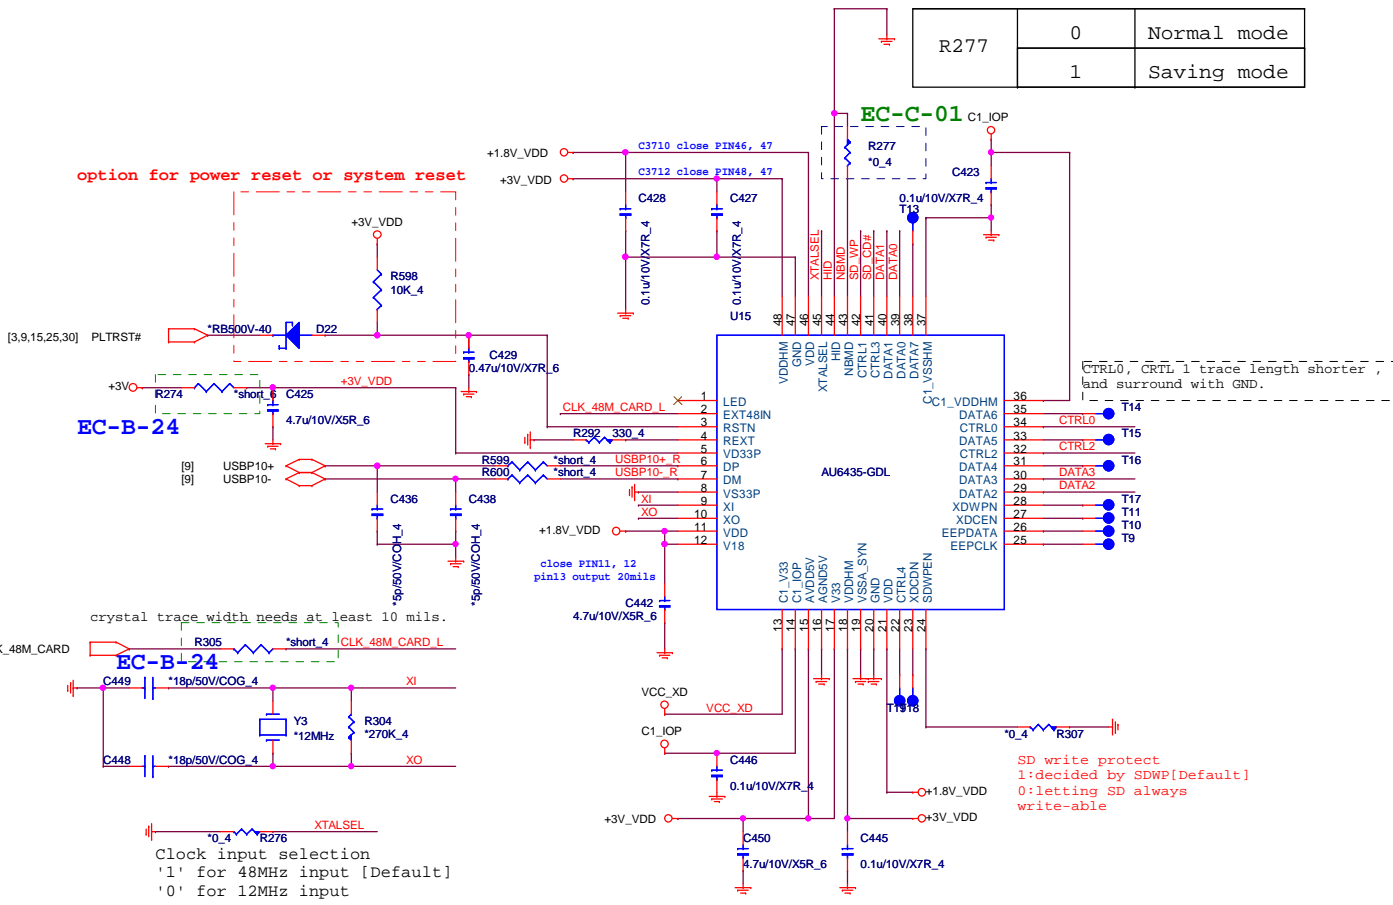 R277
0 Normal mode
1 Saving mode
EC-C-01
C1_IOP
R277
*0_4
C3710 close PIN46, 47
+1.8V_VDD
C3712 close PIN48, 47
+3V_VDD
C428
0.1u/10V/X7R_4
C427
0.1u/10V/X7R_4
C423
0.1u/10V/X7R_4
T13
option for power reset or system reset
+3V_VDD
R598
10K_4
XTALSEL
HID
NBMD
SD_WP
SD_CD#
DATA1
DATA0
[3,9,15,25,30] PLTRST#
*RB500V-40
D22
C429
0.47u/10V/X7R_6
+3V
R274
*short_6
+3V_VDD
C425
4.7u/10V/X5R_6
EC-B-24
U15
48 47 46 45 44 43 42 41 40 39 38 37
VDDHM
GND
VDD
XTALSEL
HID
NBMD
CTRL1
CTRL3
DATA1
DATA0
DATA7
C1_VSSHM
CLK_48M_CARD_L
R292 330_4
[9] USBP10+
[9] USBP10-
R599 *short_4 USBP10+_R
R600 *short_4 USBP10-_R
C436
*5p/50V/COH_4
C438
*5p/50V/COH_4
XI
XO
+1.8V_VDD
close PIN11, 12
pin13 output 20mils
C442
4.7u/10V/X5R_6
1 LED
2 EXT48IN
3 RSTN
4 REXT
5 VD33P
6 DP
7 DM
8 VS33P
9 XI
10 XO
11 VDD
12 V18
AU6435-GDL
C1_VDDHM 36
DATA6 35
CTRL0 34
DATA5 33
CTRL2 32
DATA4 31
DATA3 30
DATA2 29
XDWPN 28
XDCEN 27
EEPDATA 26
EEPCLK 25
CTRL0, CRTL 1 trace length shorter ,
and surround with GND.
T14
CTRL0
T15
CTRL2
T16
DATA3
DATA2
T17
T11
T10
T9
C1_V33
C1_IOP
AVDD5V
AGND5V
V33
VDDHM
VSSA_SYN
GND
VDD
CTRL4
XDCDN
SDWPEN
13 14 15 16 17 18 19 20 21 22 23 24
crystal trace width needs at least 10 mils.
K_48M_CARD
R305
*short_4
CLK_48M_CARD_L
EC-B-24
C449
*18p/50V/COG_4
XI
Y3
*12MHz
R304
*270K_4
C448
*18p/50V/COG_4
XO
XTALSEL
*0_4 R276
Clock input selection
'1' for 48MHz input [Default]
'0' for 12MHz input
VCC_XD
VCC_XD
C1_IOP
C446
0.1u/10V/X7R_4
+3V_VDD
C450
4.7u/10V/X5R_6
C445
0.1u/10V/X7R_4
+1.8V_VDD
+3V_VDD
T19
T18
*0_4 R307
SD write protect
1:decided by SDWP[Default]
0:letting SD always
write-able